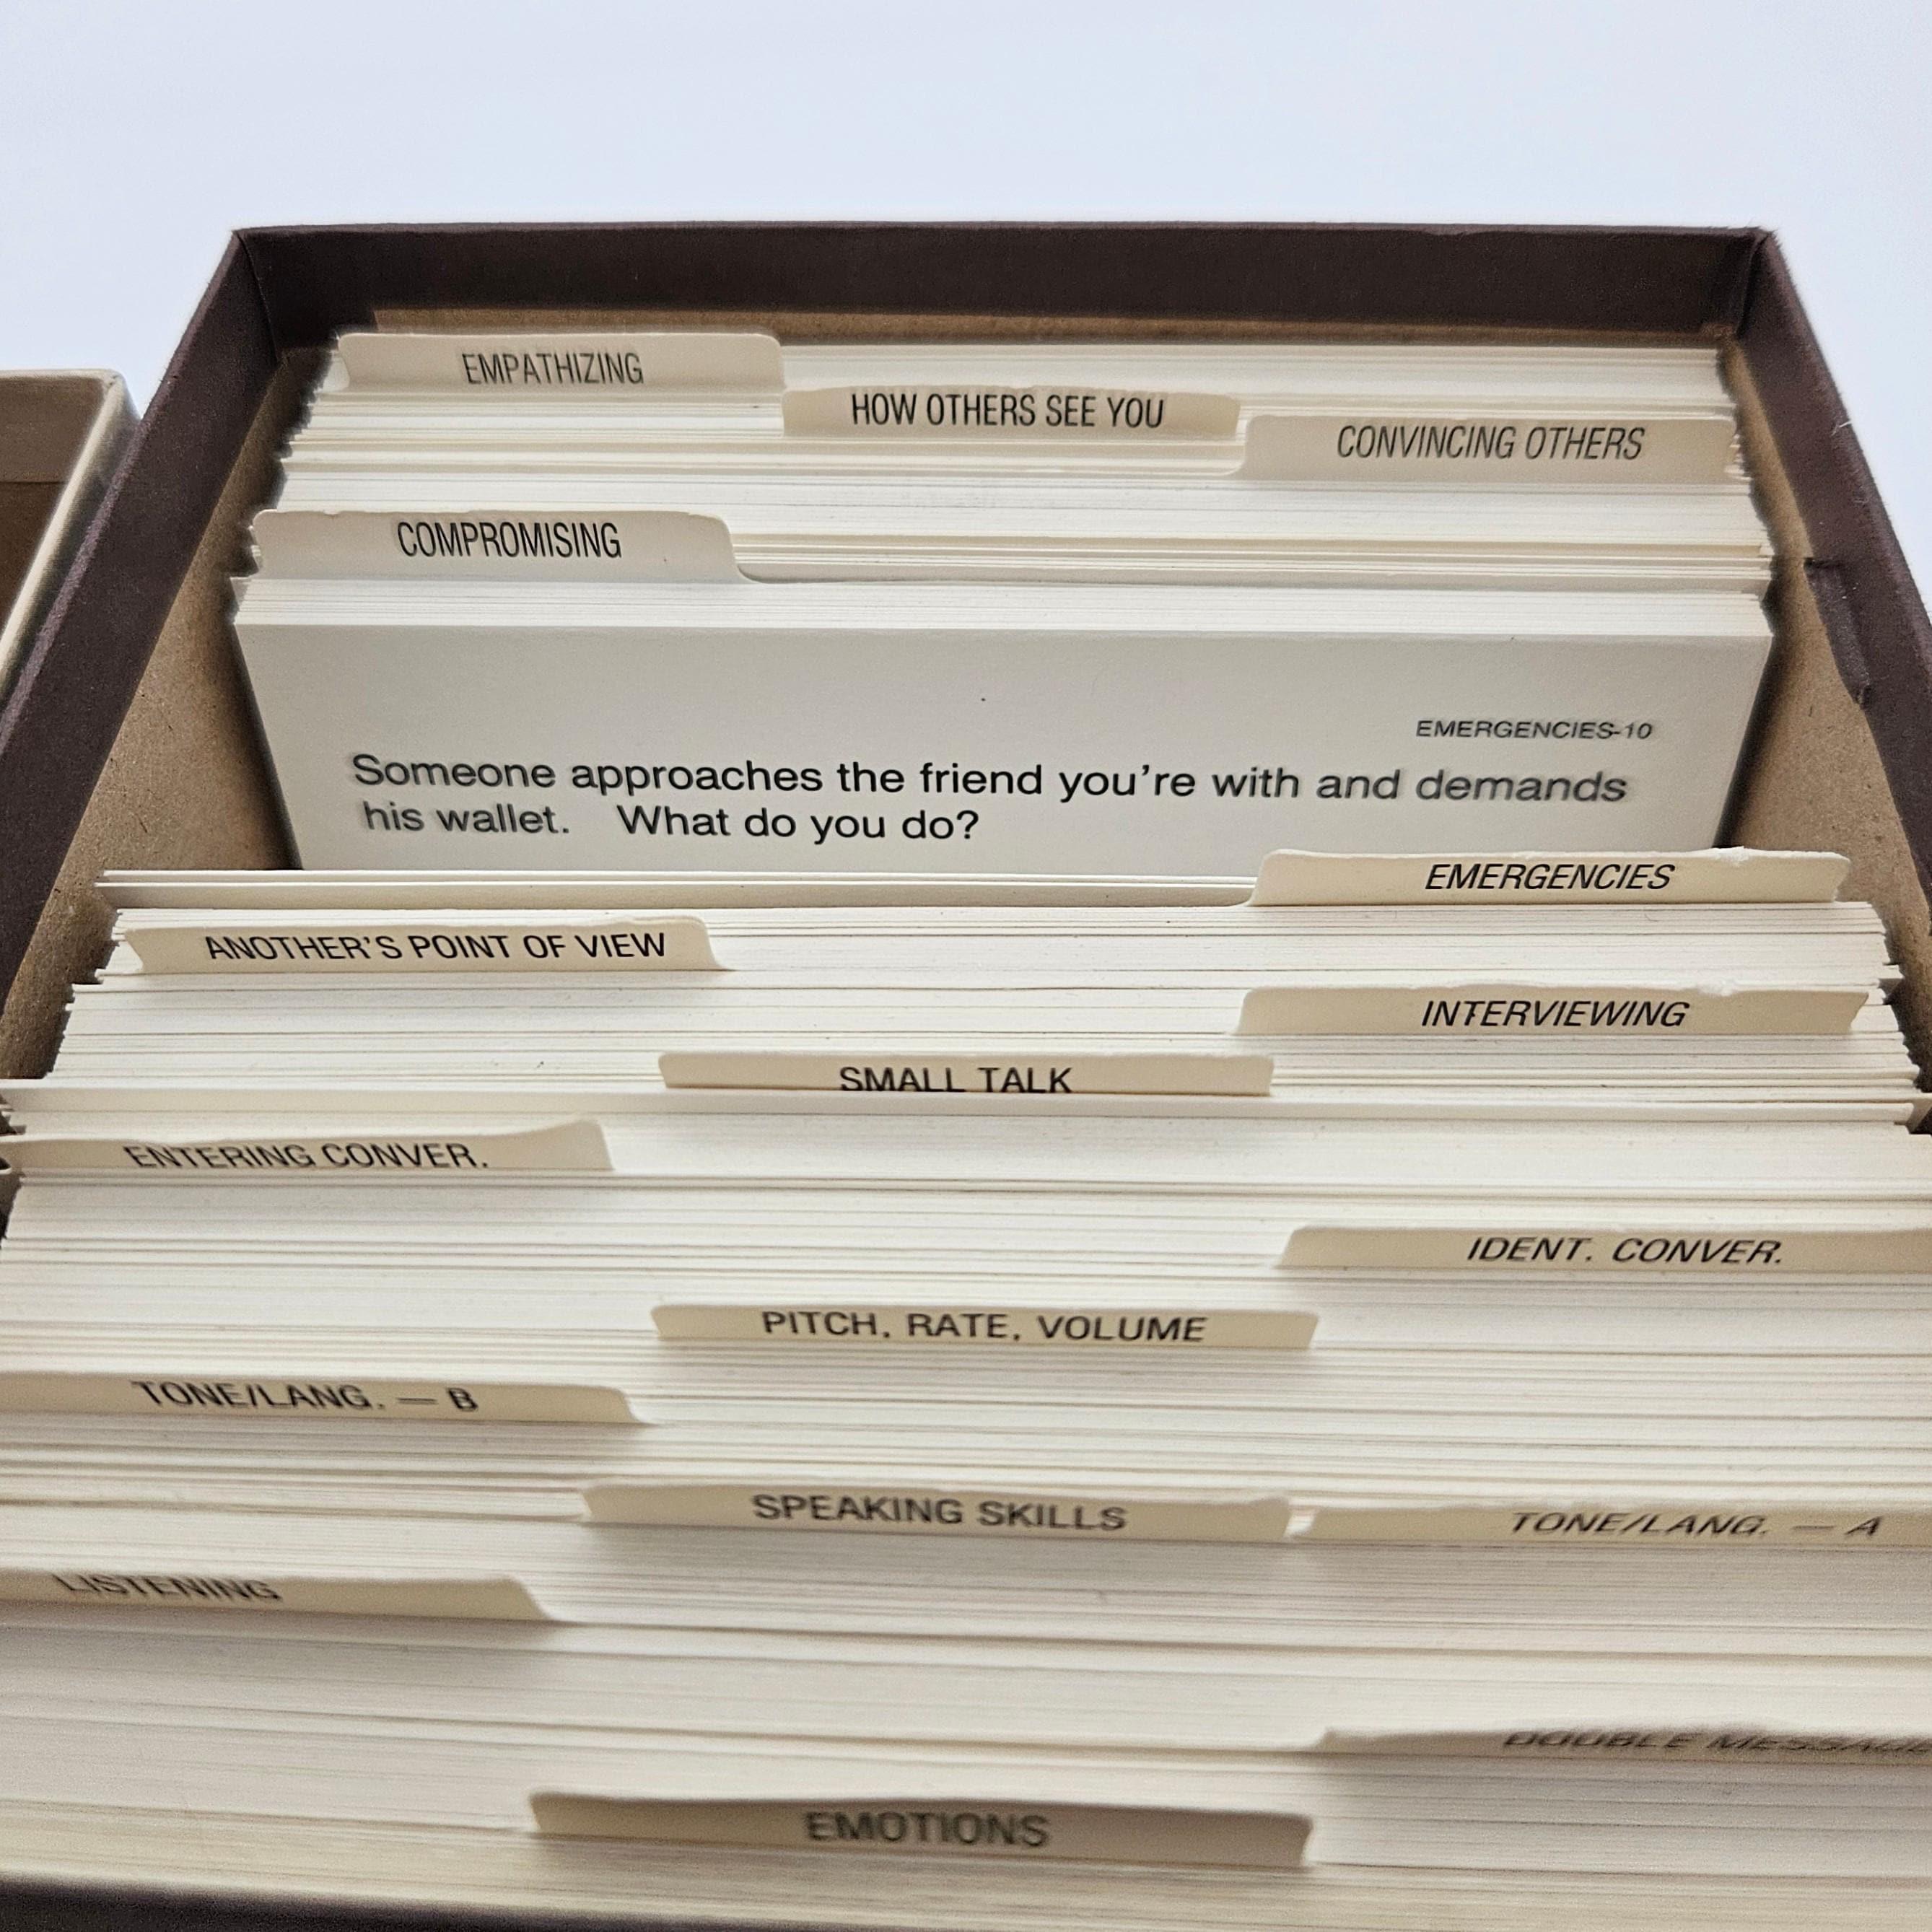 EMPATHIZING
HOW OTHERS SEE YOU
CONVINCING OTHERS
COMPROMISING
EMERGENCIES-10
Someone approaches the friend you're with and demands
his wallet. What do you do?
EMERGENCIES
ANOTHER'S POINT OF VIEW
INTERVIEWING
SMALL TALK
ENTERING CONVER.
IDENT. CONVER.
PITCH, RATE, VOLUME
TONE/LANG. — B
SPEAKING SKILLS
TONE/LANG. — A
LISTENING
DOUBLE
EMOTIONS